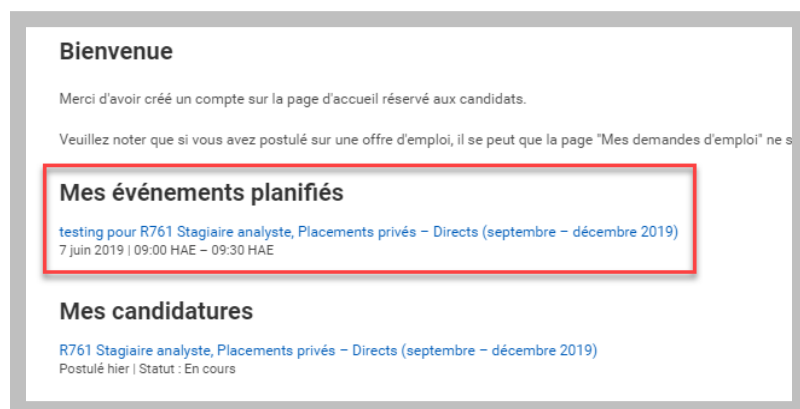 Bienvenue
Merci d'avoir créé un compte sur la page d'accueil réservé aux candidats.
Veuillez noter que si vous avez postulé sur une offre d'emploi, il se peut que la page "Mes demandes d'emploi" ne s
Mes événements planifiés
testing pour R761 Stagiaire analyste, Placements privés – Directs (septembre – décembre 2019)
7 juin 2019 | 09:00 HAE – 09:30 HAE
Mes candidatures
R761 Stagiaire analyste, Placements privés – Directs (septembre – décembre 2019)
Postulé hier | Statut : En cours